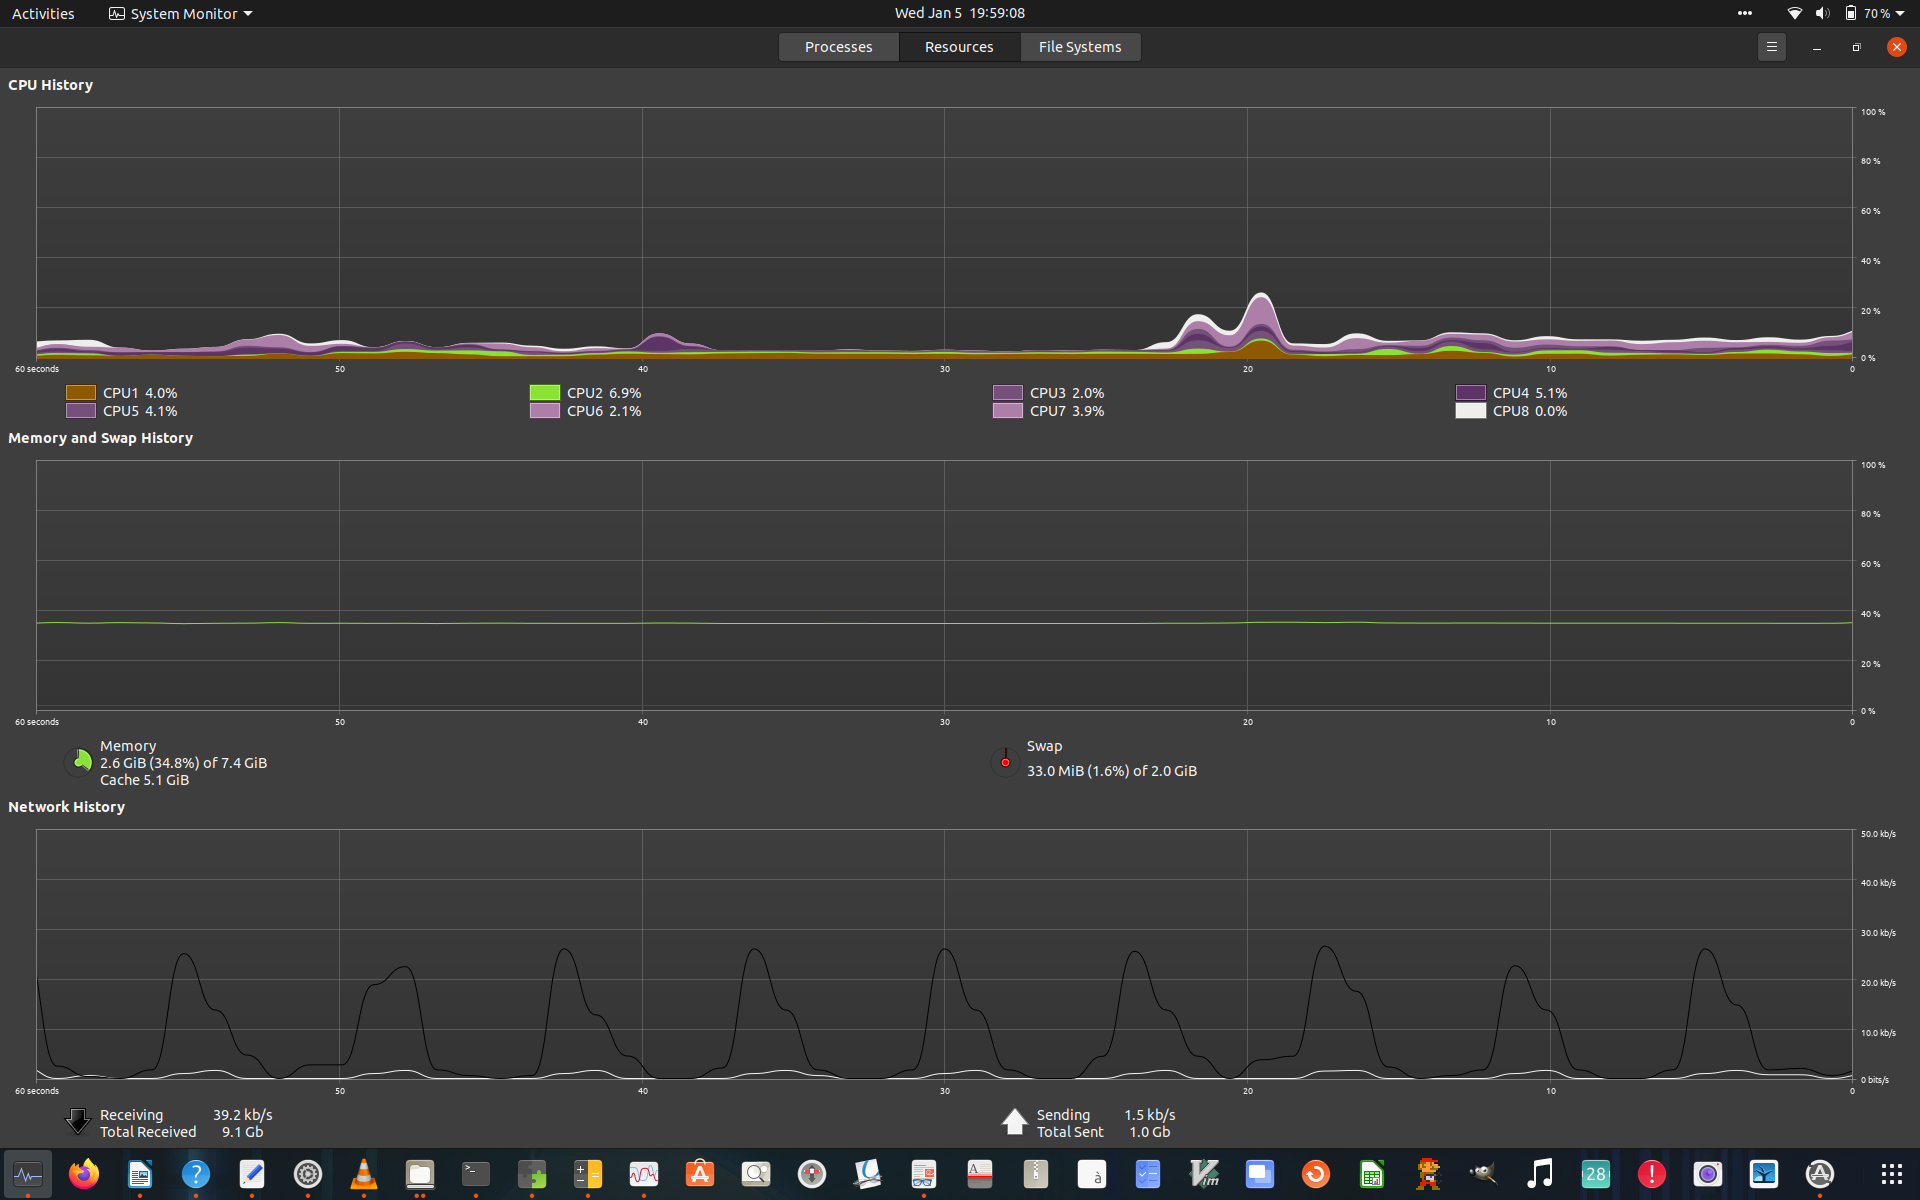 Activities
System Monitor
Wed Jan 5 19:59:08
70 %
Processes
Resources
File Systems
CPU History
100 %
80 %
60 %
40 %
20 %
0 %
60 seconds 50 40 30 20 10 0
CPU1 4.0% CPU2 6.9% CPU3 2.0% CPU4 5.1%
CPU5 4.1% CPU6 2.1% CPU7 3.9% CPU8 0.0%
Memory and Swap History
100 %
80 %
60 %
40 %
20 %
0 %
60 seconds 50 40 30 20 10 0
Memory
2.6 GiB (34.8%) of 7.4 GiB
Cache 5.1 GiB
Swap
33.0 MiB (1.6%) of 2.0 GiB
Network History
50.0 kb/s
40.0 kb/s
30.0 kb/s
20.0 kb/s
10.0 kb/s
0 bits/s
60 seconds 50 40 30 20 10 0
Receiving 39.2 kb/s
Total Received 9.1 Gb
Sending 1.5 kb/s
Total Sent 1.0 Gb
?
>_
A
à
Vim
28
!